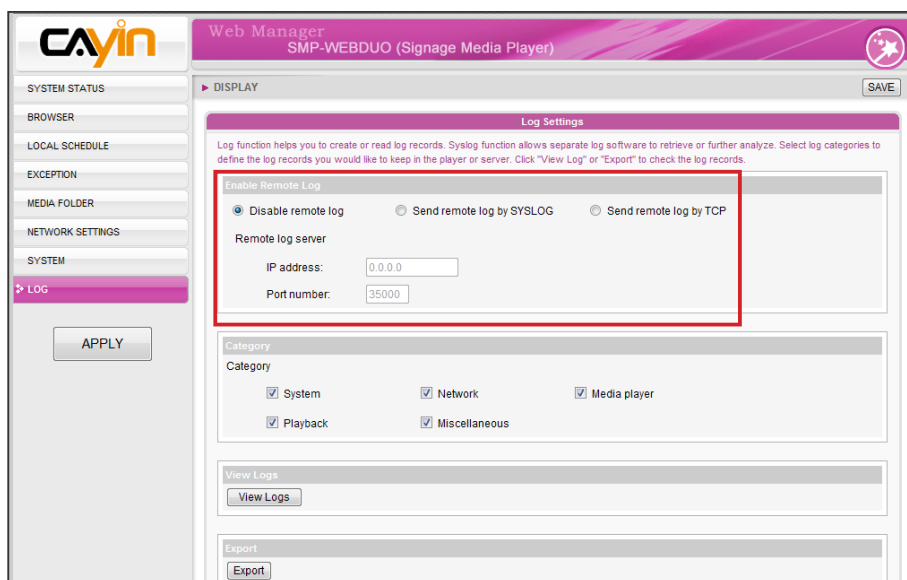 CAYIN
Web Manager
SMP-WEBDUO (Signage Media Player)
SYSTEM STATUS
BROWSER
LOCAL SCHEDULE
EXCEPTION
MEDIA FOLDER
NETWORK SETTINGS
SYSTEM
LOG
APPLY
DISPLAY
SAVE
Log Settings
Log function helps you to create or read log records. Syslog function allows separate log software to retrieve or further analyze. Select log categories to
define the log records you would like to keep in the player or server. Click "View Log" or "Export" to check the log records.
Enable Remote Log
Disable remote log Send remote log by SYSLOG Send remote log by TCP
Remote log server
IP address: 0.0.0.0
Port number: 35000
Category
Category
System Network Media player
Playback Miscellaneous
View Logs
View Logs
Export
Export